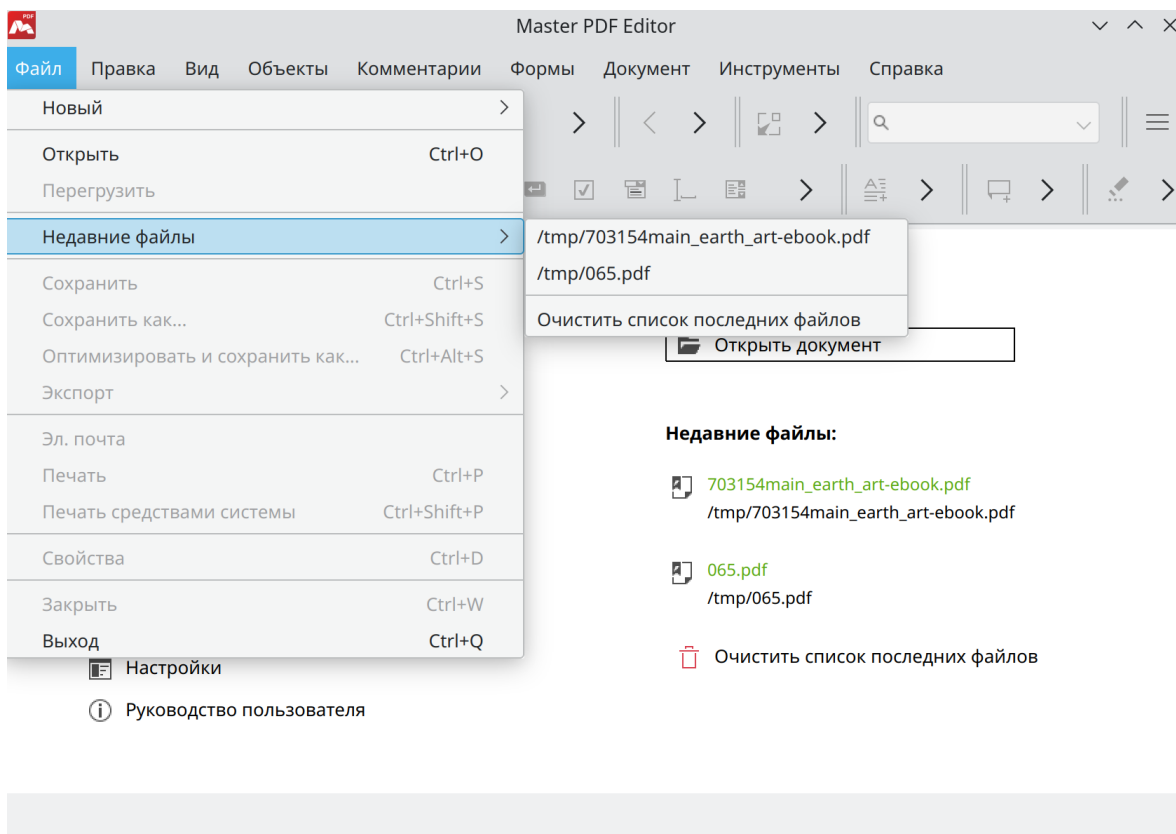 Master PDF Editor
Файл Правка Вид Объекты Комментарии Формы Документ Инструменты Справка
Новый
Открыть Ctrl+O
Перегрузить
Недавние файлы
/tmp/703154main_earth_art-ebook.pdf
/tmp/065.pdf
Очистить список последних файлов
Сохранить Ctrl+S
Сохранить как... Ctrl+Shift+S
Оптимизировать и сохранить как... Ctrl+Alt+S
Экспорт
Эл. почта
Печать Ctrl+P
Печать средствами системы Ctrl+Shift+P
Свойства Ctrl+D
Закрыть Ctrl+W
Выход Ctrl+Q
Настройки
Руководство пользователя
Открыть документ
Недавние файлы:
703154main_earth_art-ebook.pdf
/tmp/703154main_earth_art-ebook.pdf
065.pdf
/tmp/065.pdf
Очистить список последних файлов